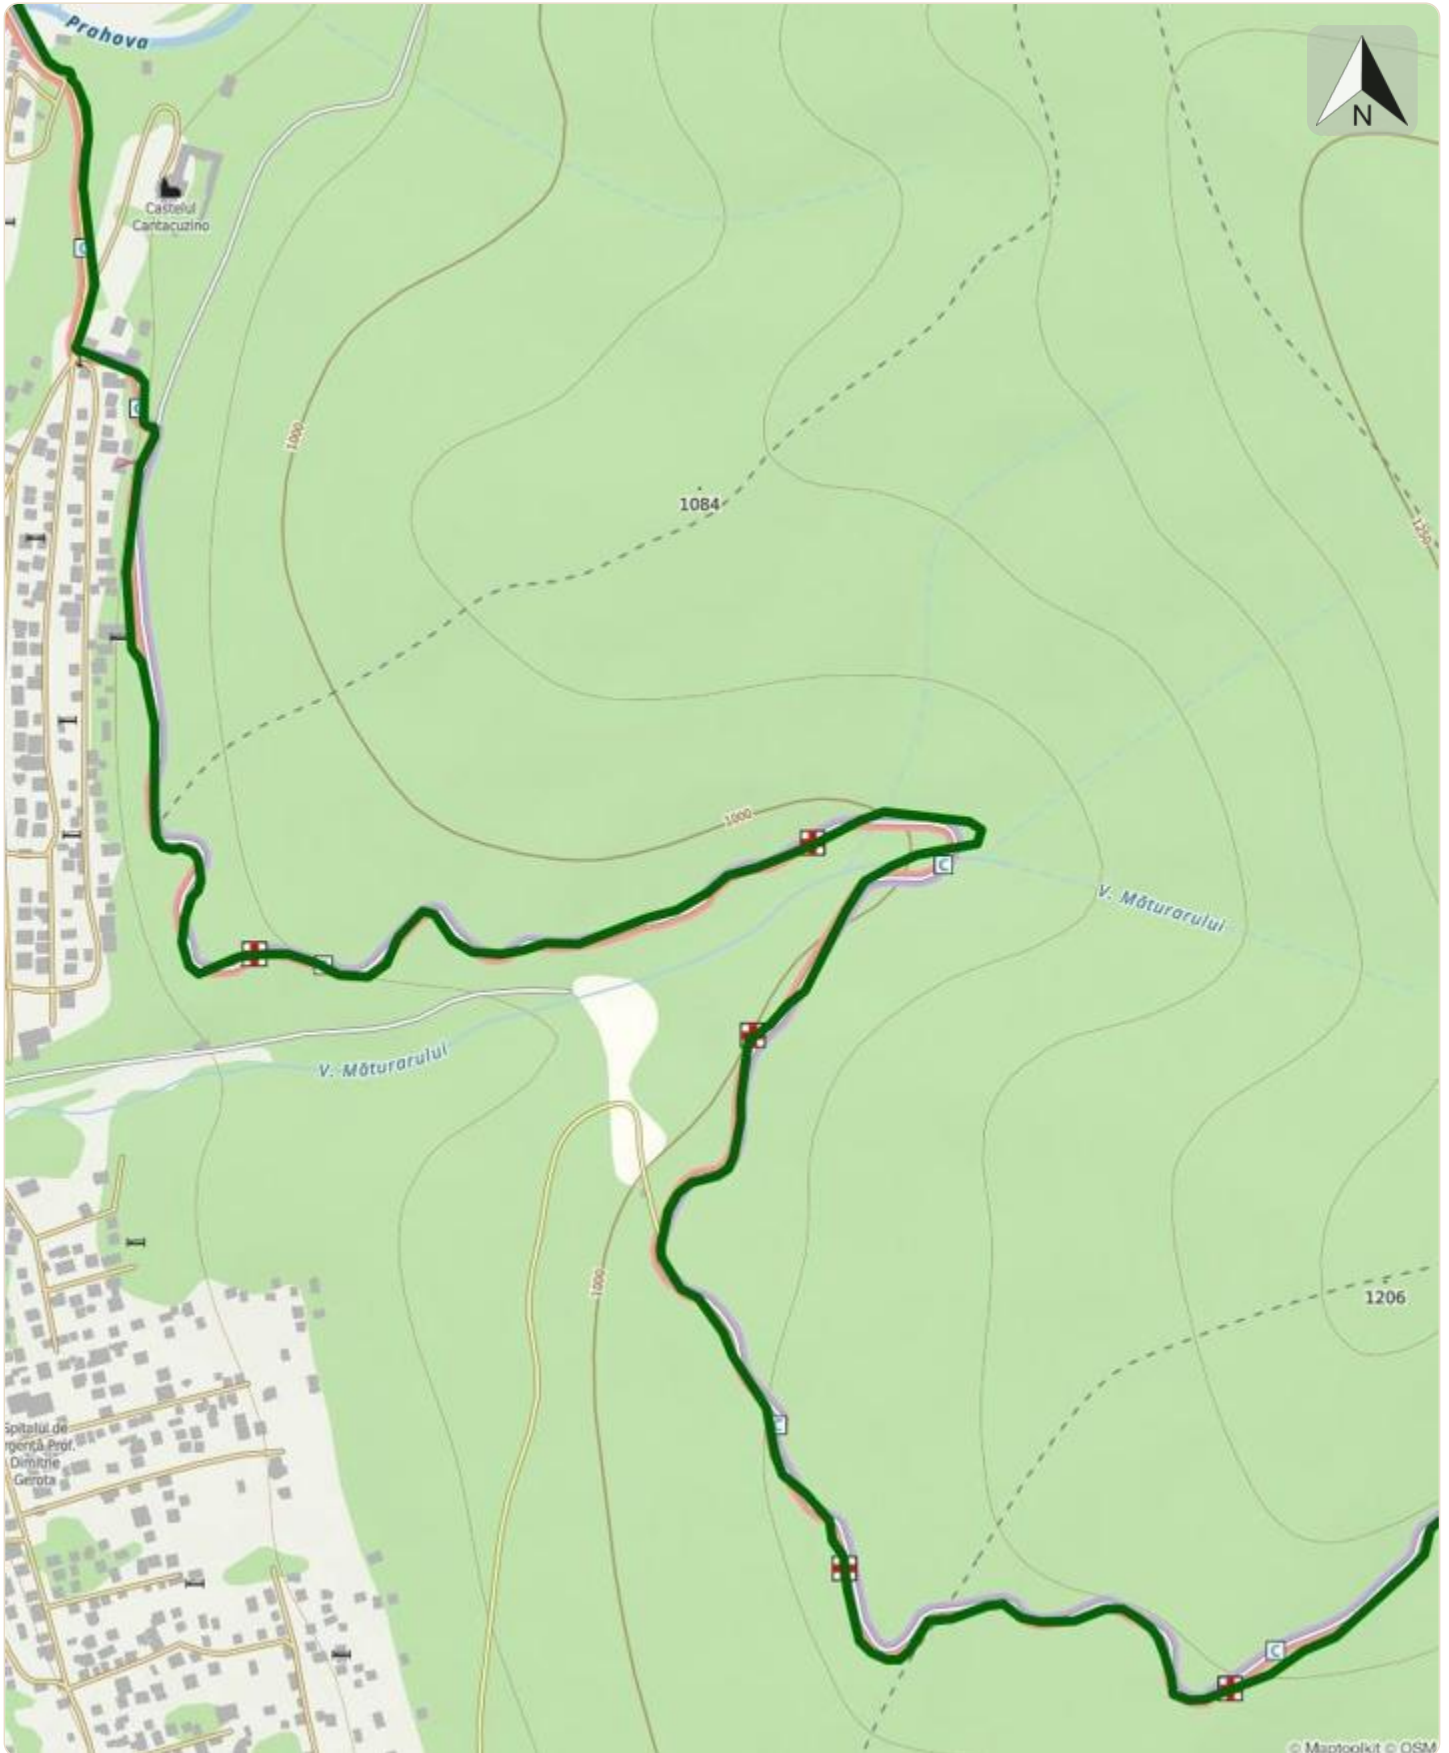 Prahova
N
Castelul
Cantacuzino
1000
1084
1250
1000
C
V. Măturarului
V. Măturarului
1000
1206
C
Spitalul de
rgență Prof.
Dimitrie
Gerota
C
© Maptoolkit © OSM